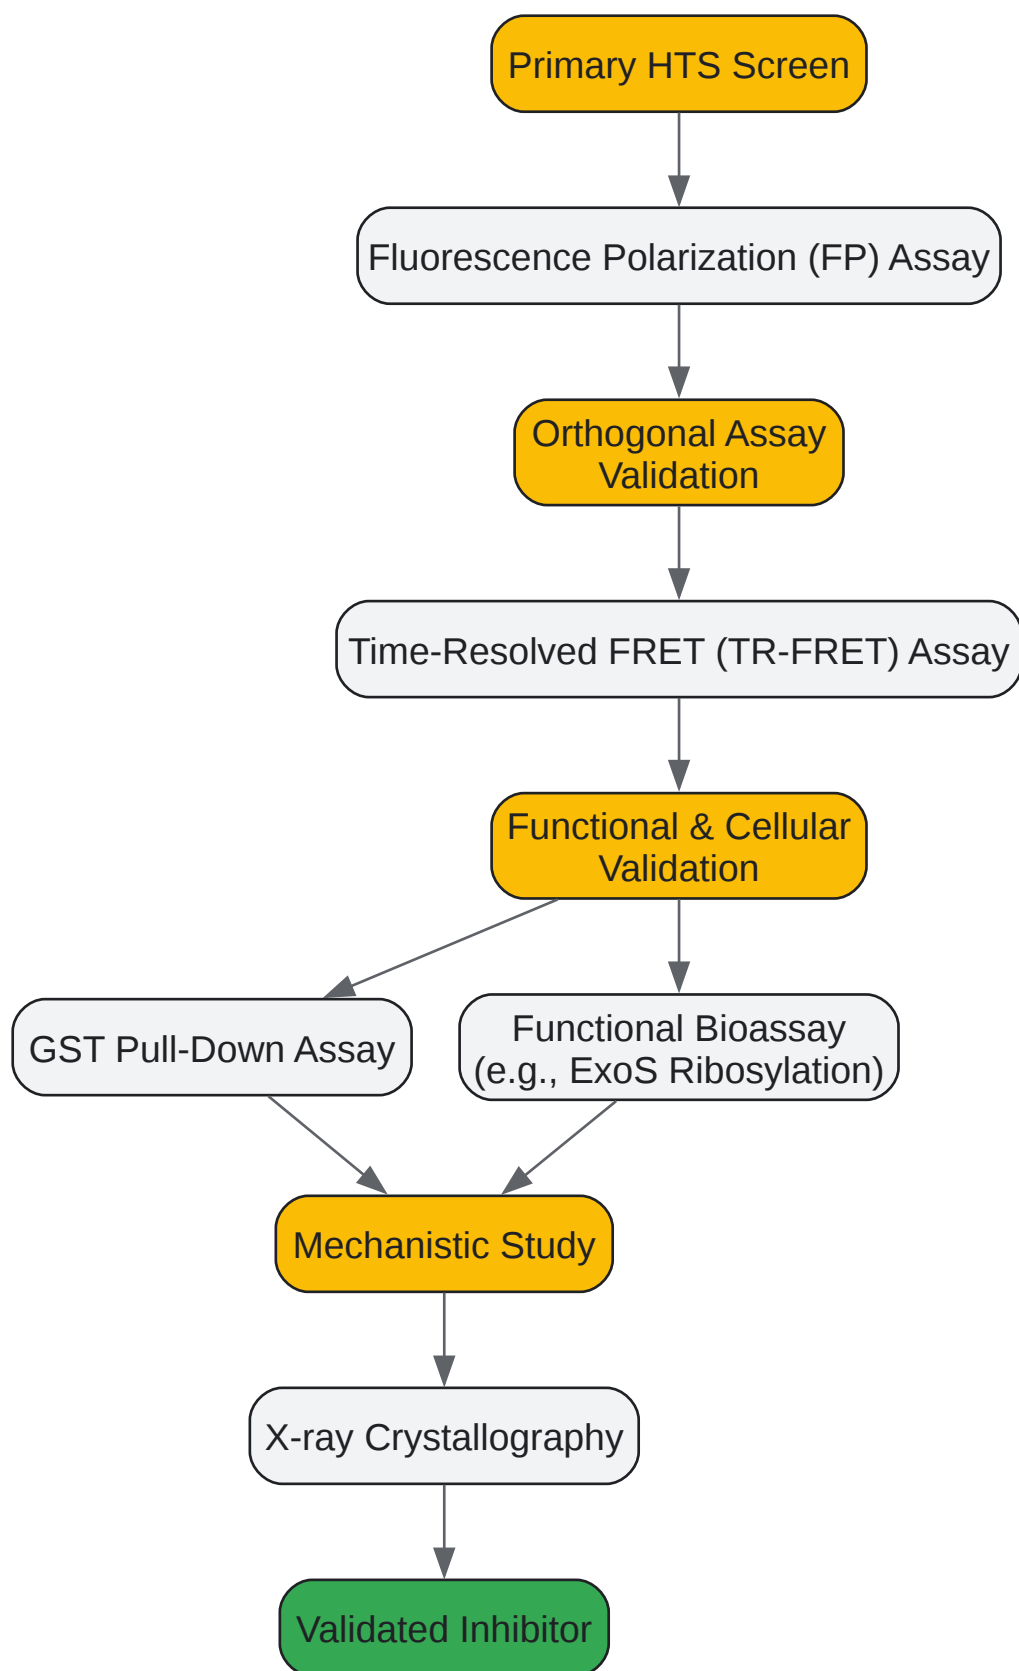 Primary HTS Screen
Fluorescence Polarization (FP) Assay
Orthogonal Assay
Validation
Time-Resolved FRET (TR-FRET) Assay
Functional & Cellular
Validation
GST Pull-Down Assay
Functional Bioassay
(e.g., ExoS Ribosylation)
Mechanistic Study
X-ray Crystallography
Validated Inhibitor